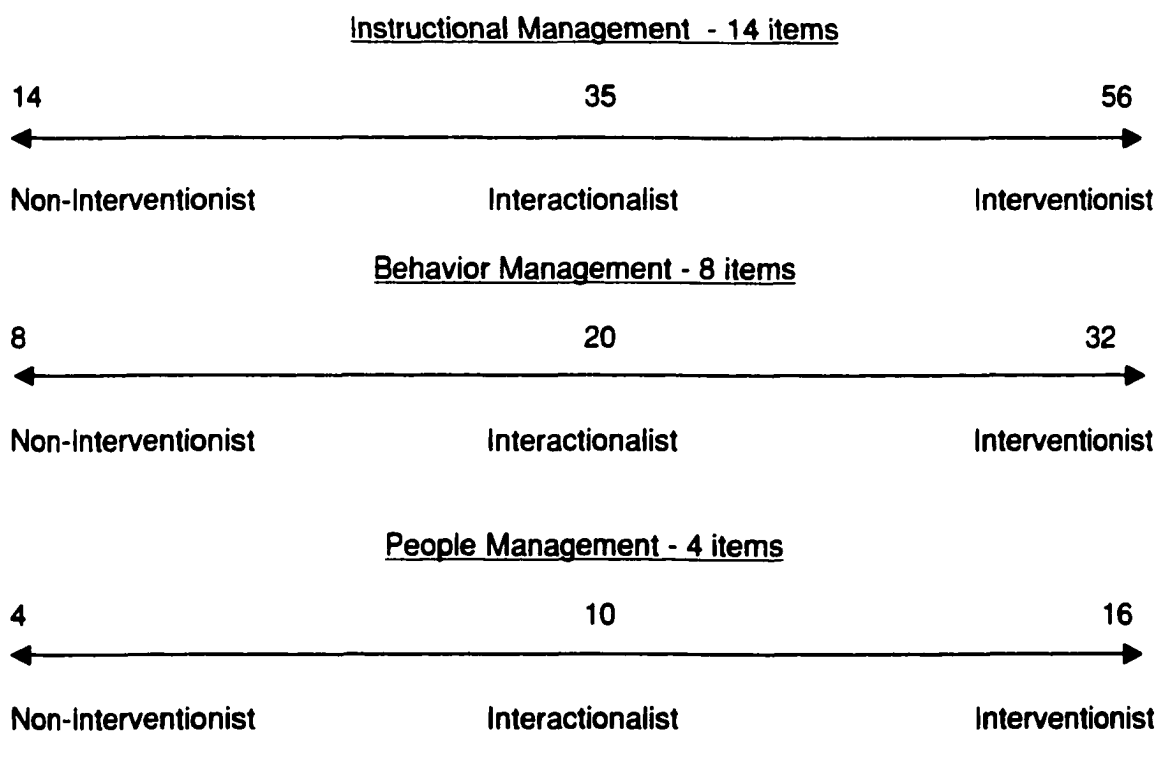 Instructional Management - 14 items
14 35 56
Non-Interventionist Interactionalist Interventionist
Behavior Management - 8 items
8 20 32
Non-Interventionist Interactionalist Interventionist
People Management - 4 items
4 10 16
Non-Interventionist Interactionalist Interventionist